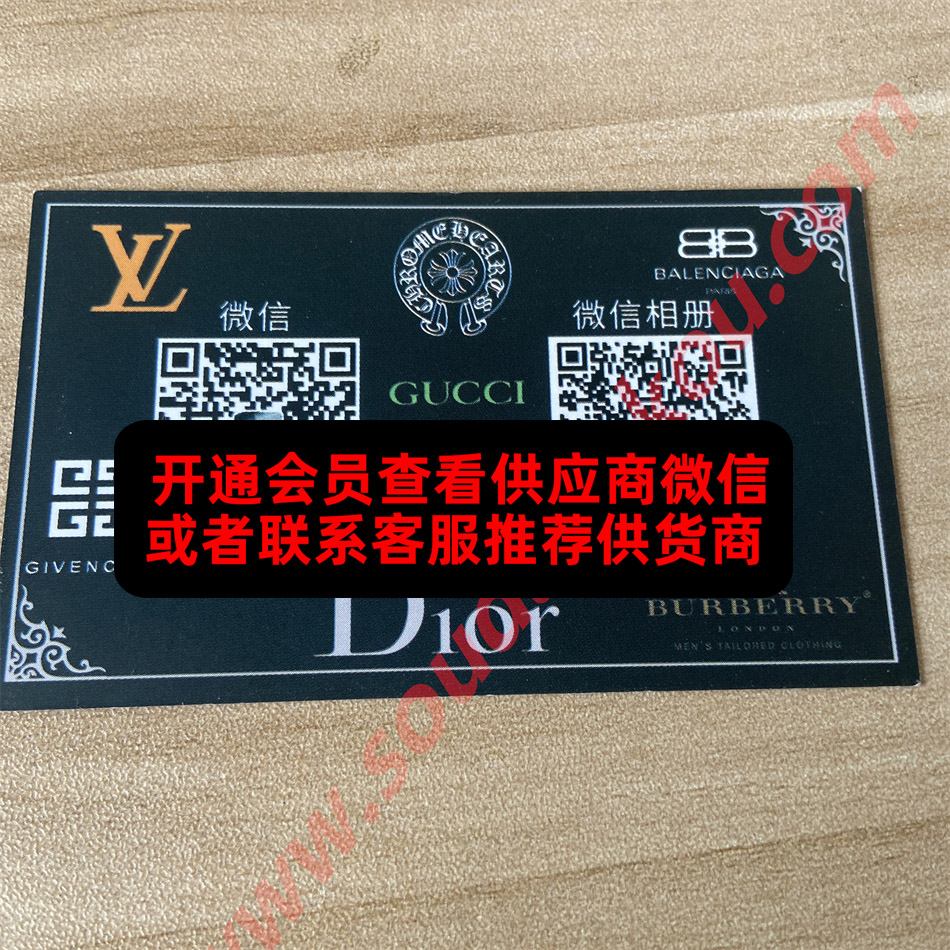 LV
CHROME HEARTS
BALENCIAGA
PARIS
微信
微信相册
GUCCI
开通会员查看供应商微信
或者联系客服推荐供货商
GIVENC
Dior
BURBERRY®
LONDON
MEN'S TAILORED CLOTHING